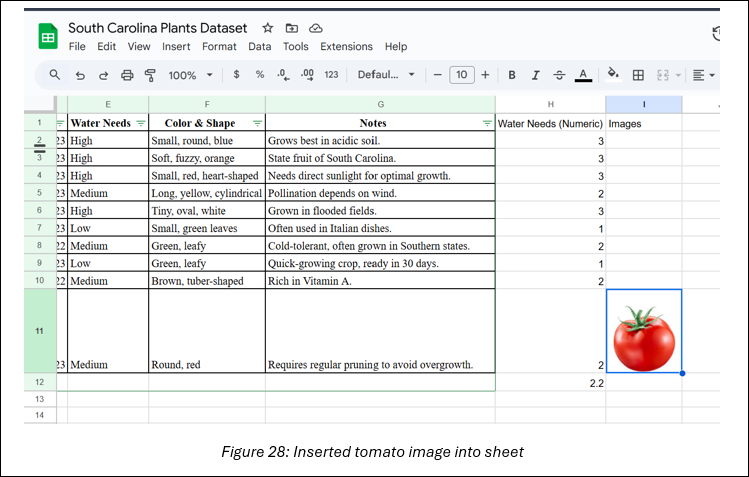 South Carolina Plants Dataset
File Edit View Insert Format Data Tools Extensions Help
100% $ % .0 .00 123 Defaul... 10 B I S A
E F G H I
1 Water Needs Color & Shape Notes Water Needs (Numeric) Images
2 23 High Small, round, blue Grows best in acidic soil. 3
3 23 High Soft, fuzzy, orange State fruit of South Carolina. 3
4 23 High Small, red, heart-shaped Needs direct sunlight for optimal growth. 3
5 23 Medium Long, yellow, cylindrical Pollination depends on wind. 2
6 23 High Tiny, oval, white Grown in flooded fields. 3
7 23 Low Small, green leaves Often used in Italian dishes. 1
8 22 Medium Green, leafy Cold-tolerant, often grown in Southern states. 2
9 23 Low Green, leafy Quick-growing crop, ready in 30 days. 1
10 22 Medium Brown, tuber-shaped Rich in Vitamin A. 2
11 23 Medium Round, red Requires regular pruning to avoid overgrowth. 2
12 2.2
13
14
Figure 28: Inserted tomato image into sheet